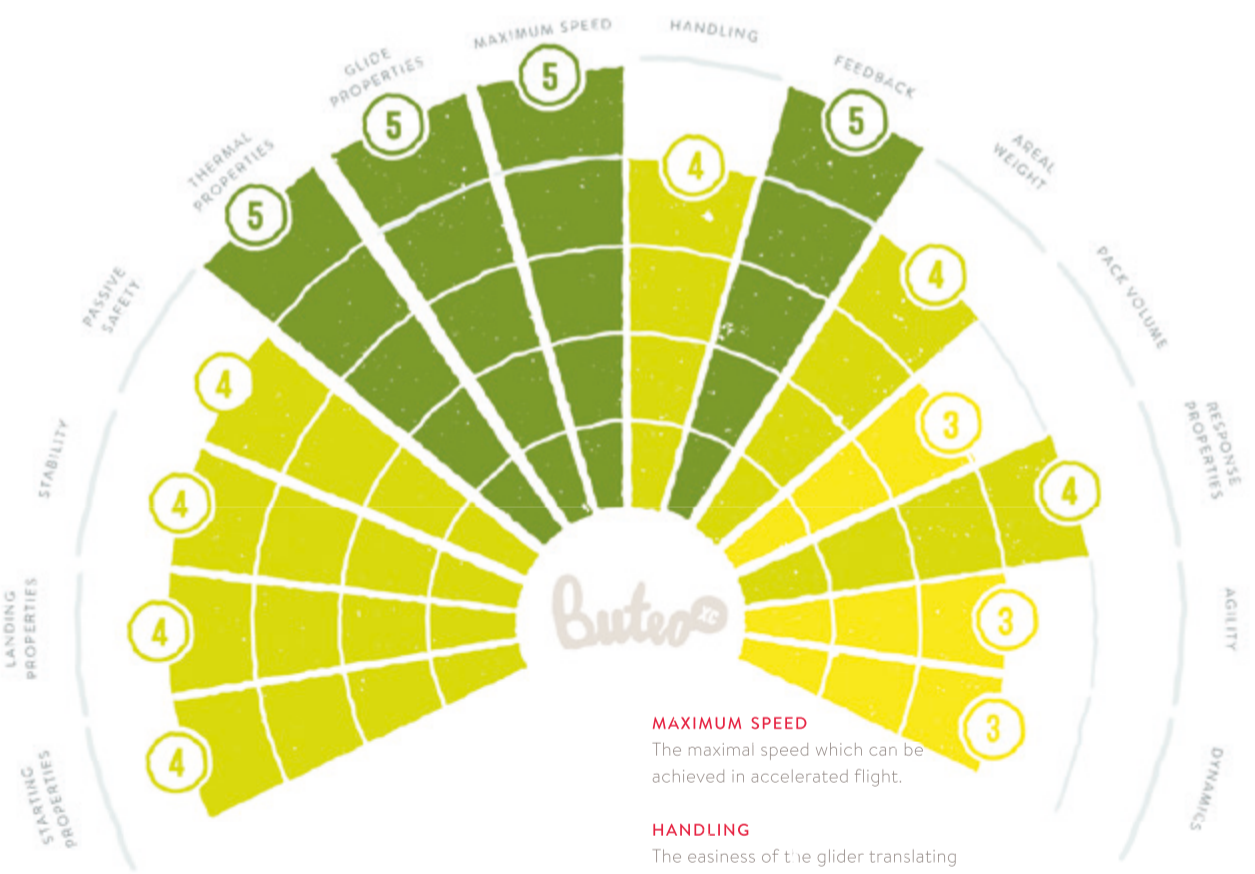 STARTING
PROPERTIES
4
LANDING
PROPERTIES
4
STABILITY
4
PASSIVE
SAFETY
4
THERMAL
PROPERTIES
5
GLIDE
PROPERTIES
5
MAXIMUM SPEED
5
HANDLING
4
FEEDBACK
5
AREAL
WEIGHT
4
PACK VOLUME
3
RESPONSE
PROPERTIES
4
AGILITY
3
DYNAMICS
3
Buteo XC
MAXIMUM SPEED
The maximal speed which can be
achieved in accelerated flight.
HANDLING
The easiness of the glider translating